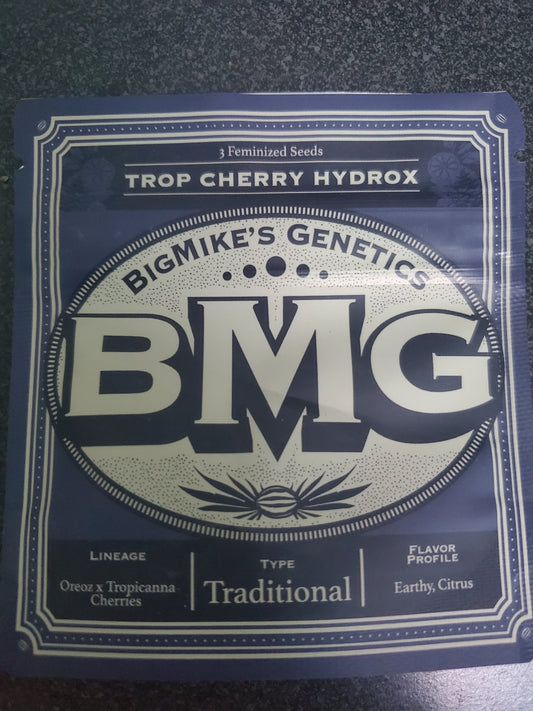 3 Feminized Seeds
TROP CHERRY HYDROX
BIGMIKE'S GENETICS
BMG
LINEAGE
Oreoz x Tropicanna
Cherries
TYPE
Traditional
FLAVOR
PROFILE
Earthy, Citrus